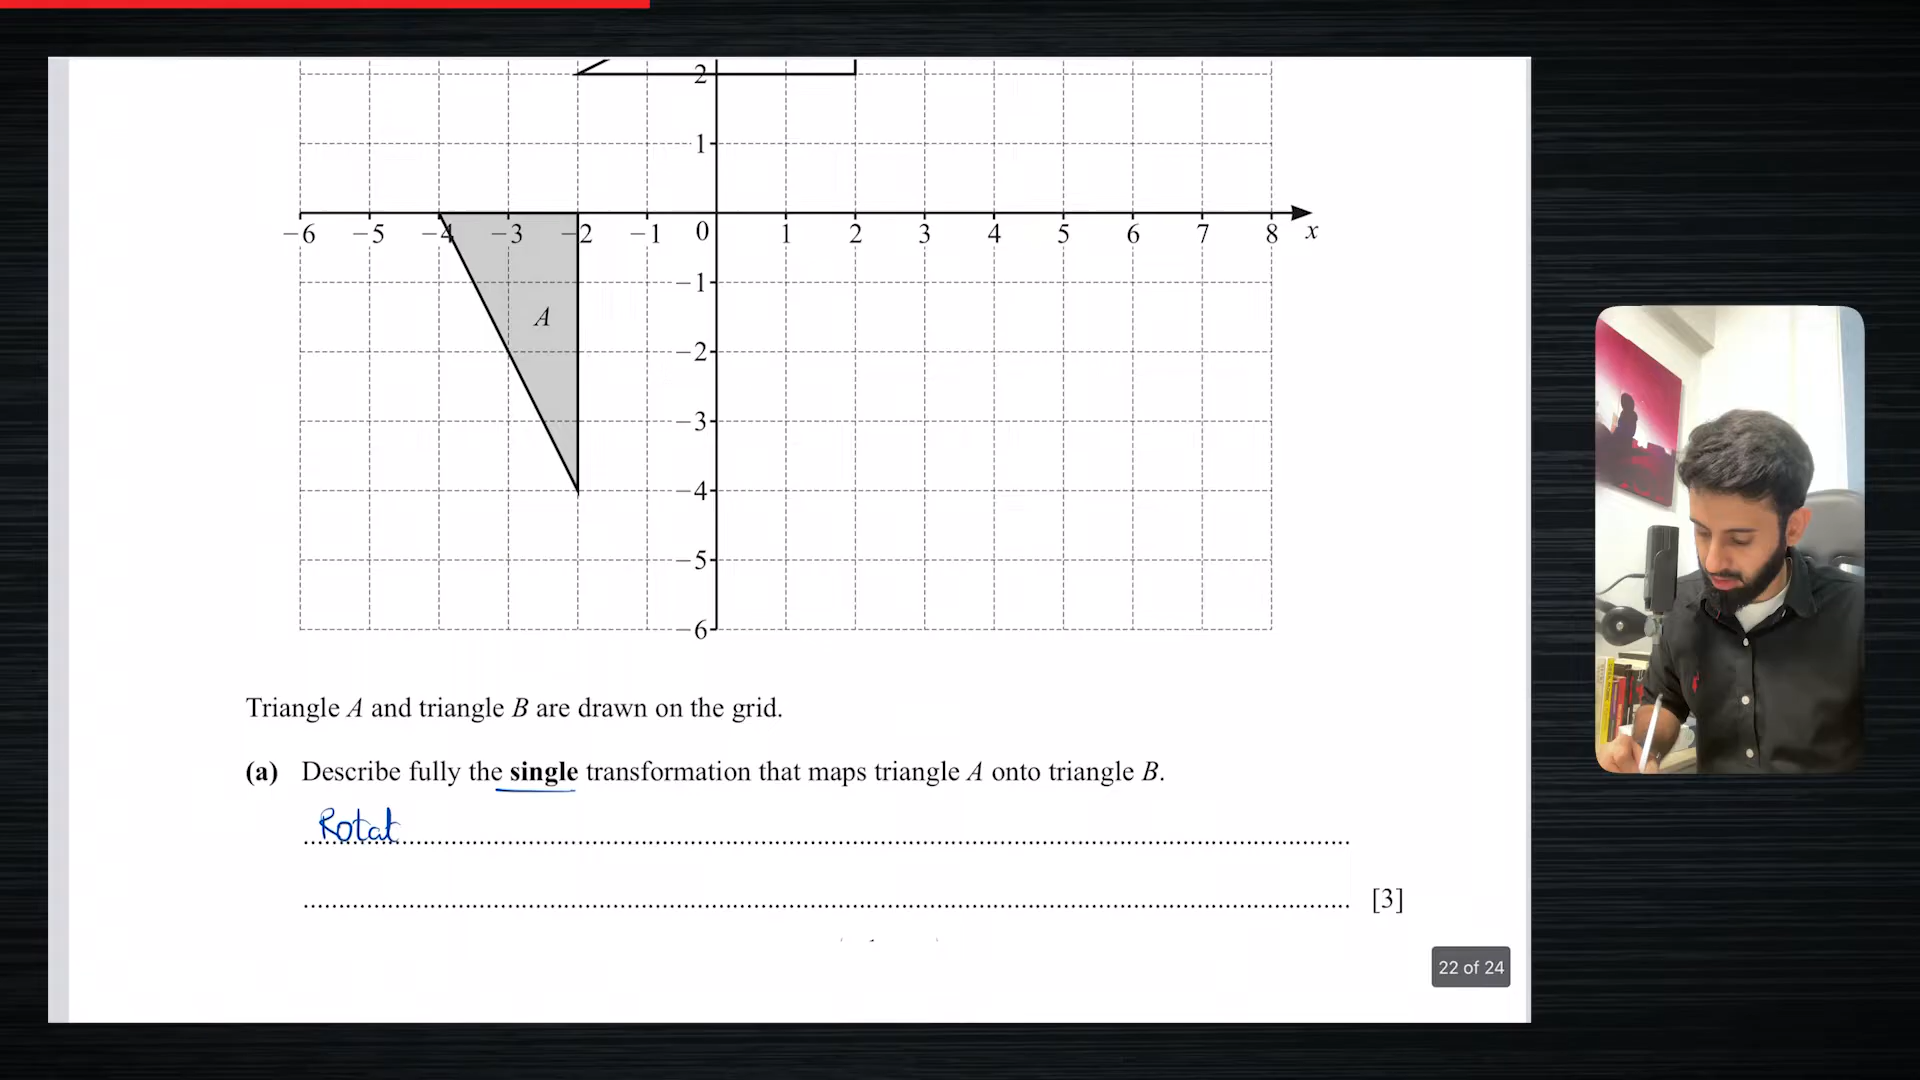 2
1
−6 −5 −4 −3 −2 −1 0 1 2 3 4 5 6 7 8 x
−1
A
−2
−3
−4
−5
−6
Triangle A and triangle B are drawn on the grid.
(a) Describe fully the single transformation that maps triangle A onto triangle B.
Rotat
[3]
22 of 24